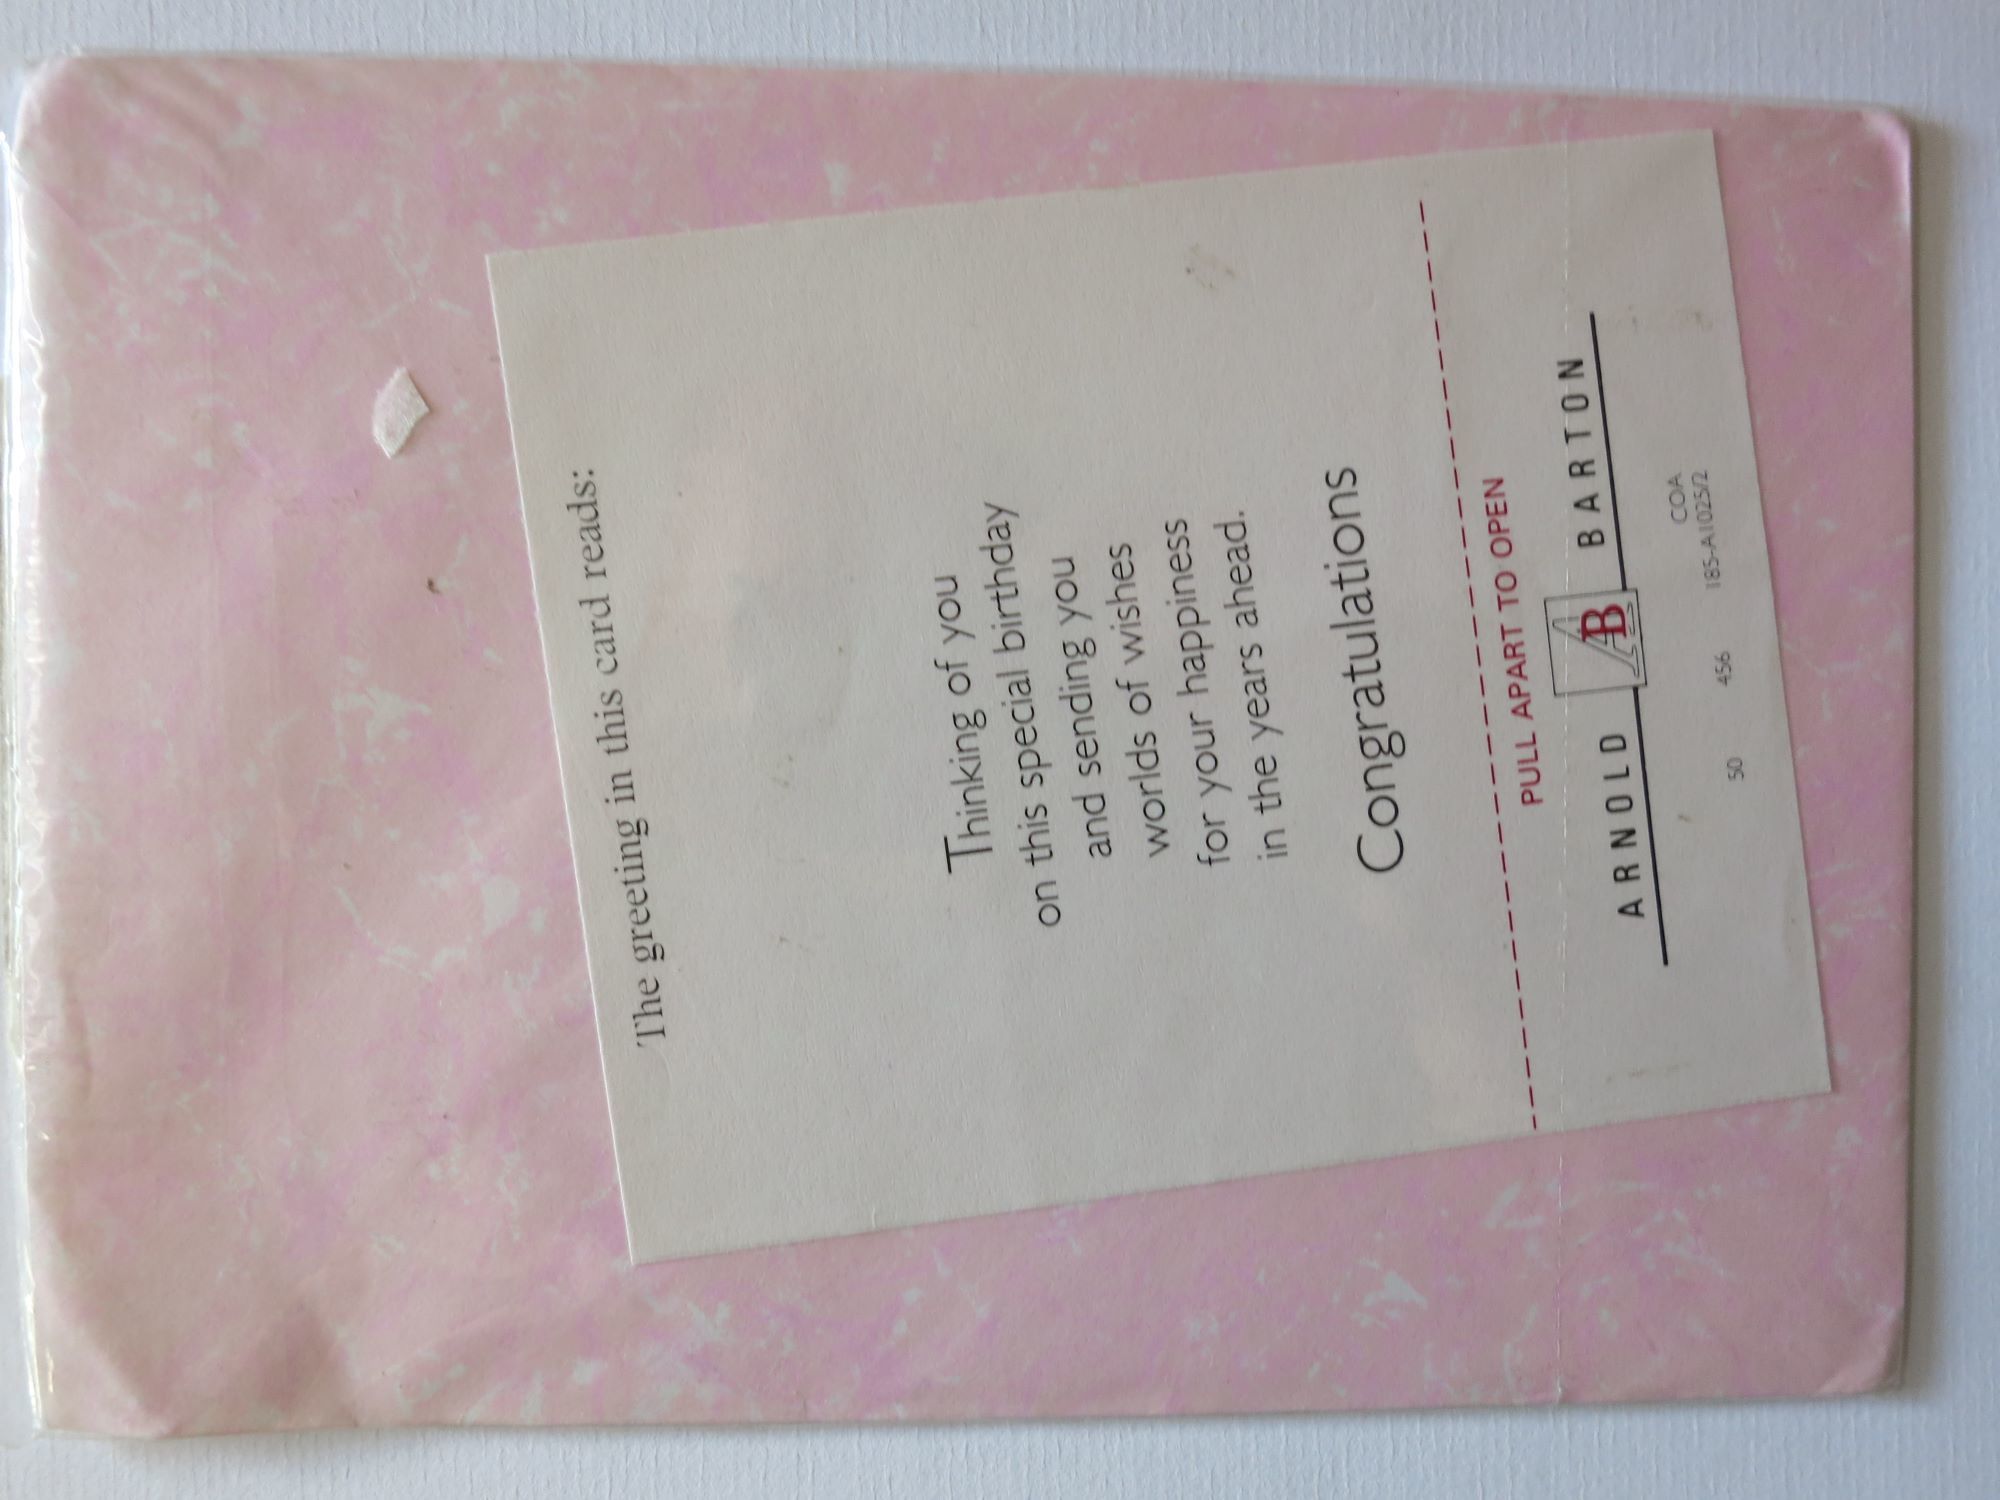 The greeting in this card reads:
Thinking of you
on this special birthday
and sending you
worlds of wishes
for your happiness
in the years ahead.
Congratulations
PULL APART TO OPEN
ARNOLD AB BARTON
COA
50 456 185-A1025/2